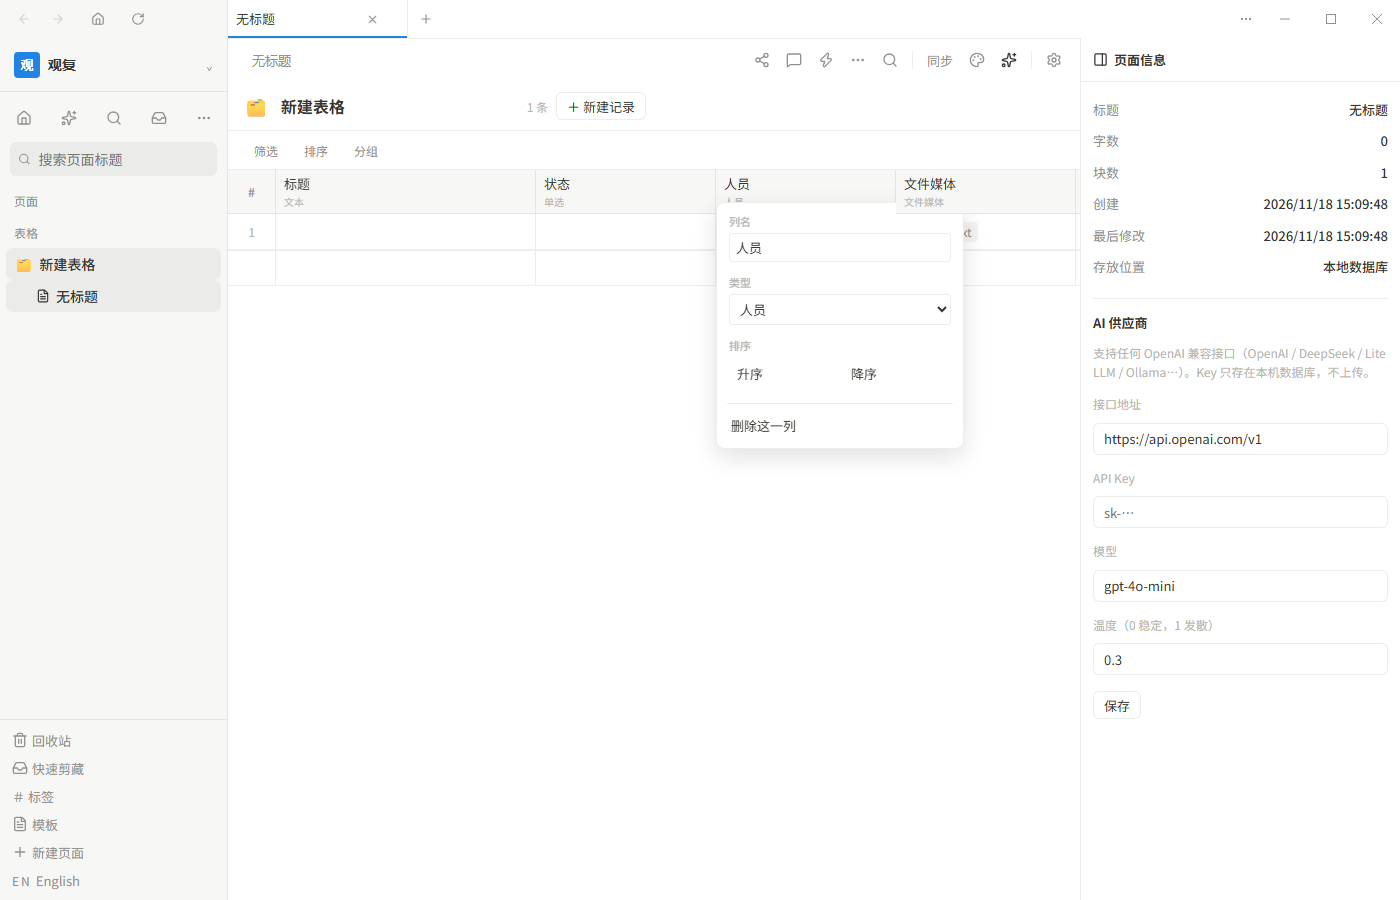 无标题
观
观复
搜索页面标题
页面
表格
新建表格
无标题
回收站
快速剪藏
# 标签
模板
新建页面
EN English
无标题
同步
新建表格
1 条
新建记录
筛选
排序
分组
#
标题
文本
状态
单选
人员
人员
文件媒体
文件媒体
1
xt
列名
人员
类型
人员
排序
升序
降序
删除这一列
页面信息
标题
无标题
字数
0
块数
1
创建
2026/11/18 15:09:48
最后修改
2026/11/18 15:09:48
存放位置
本地数据库
AI 供应商
支持任何 OpenAI 兼容接口（OpenAI / DeepSeek / Lite
LLM / Ollama…）。Key 只存在本机数据库，不上传。
接口地址
https://api.openai.com/v1
API Key
sk-…
模型
gpt-4o-mini
温度（0 稳定，1 发散）
0.3
保存